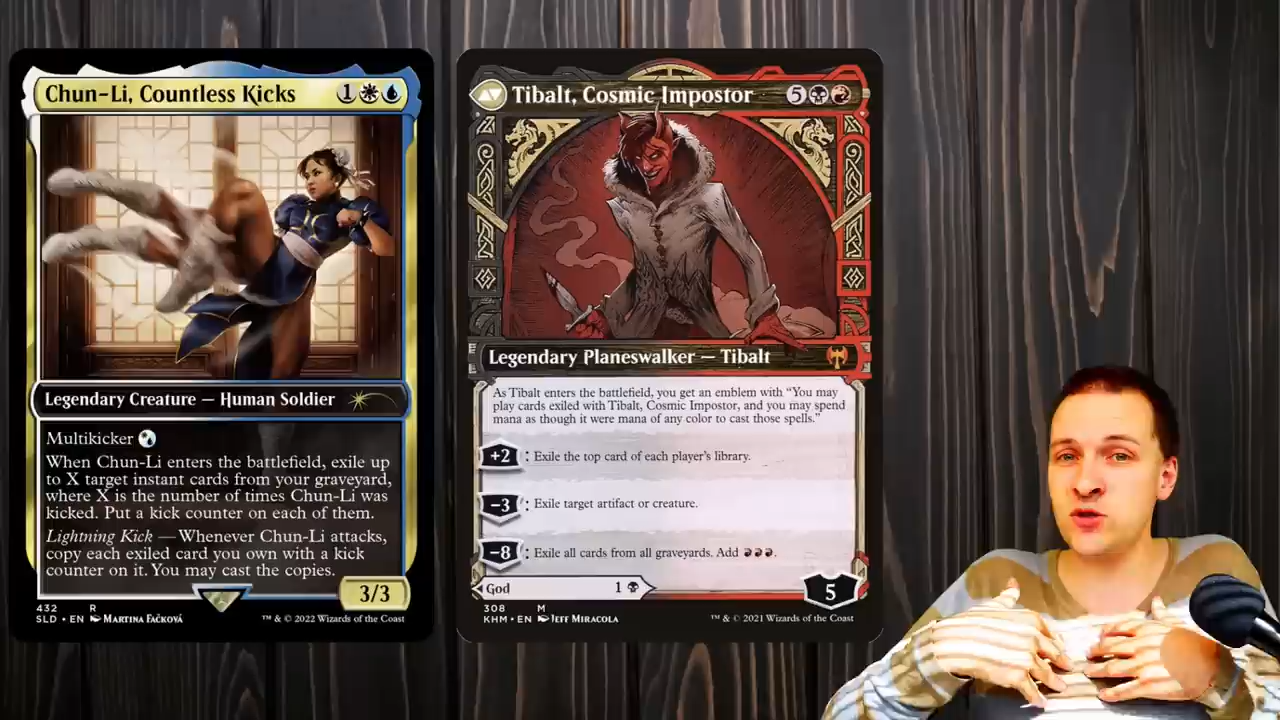 Chun-Li, Countless Kicks 1
Legendary Creature — Human Soldier
Multikicker
When Chun-Li enters the battlefield, exile up
to X target instant cards from your graveyard,
where X is the number of times Chun-Li was
kicked. Put a kick counter on each of them.
Lightning Kick — Whenever Chun-Li attacks,
copy each exiled card you own with a kick
counter on it. You may cast the copies.
3/3
432 R
SLD • EN Martina Fačková ™ & © 2022 Wizards of the Coast
Tibalt, Cosmic Impostor 5
Legendary Planeswalker — Tibalt
As Tibalt enters the battlefield, you get an emblem with “You may
play cards exiled with Tibalt, Cosmic Impostor, and you may spend
mana as though it were mana of any color to cast those spells.”
+2 : Exile the top card of each player's library.
−3 : Exile target artifact or creature.
−8 : Exile all cards from all graveyards. Add
God 1
5
308 M
KHM • EN Jeff Miracola ™ & © 2021 Wizards of the Coast